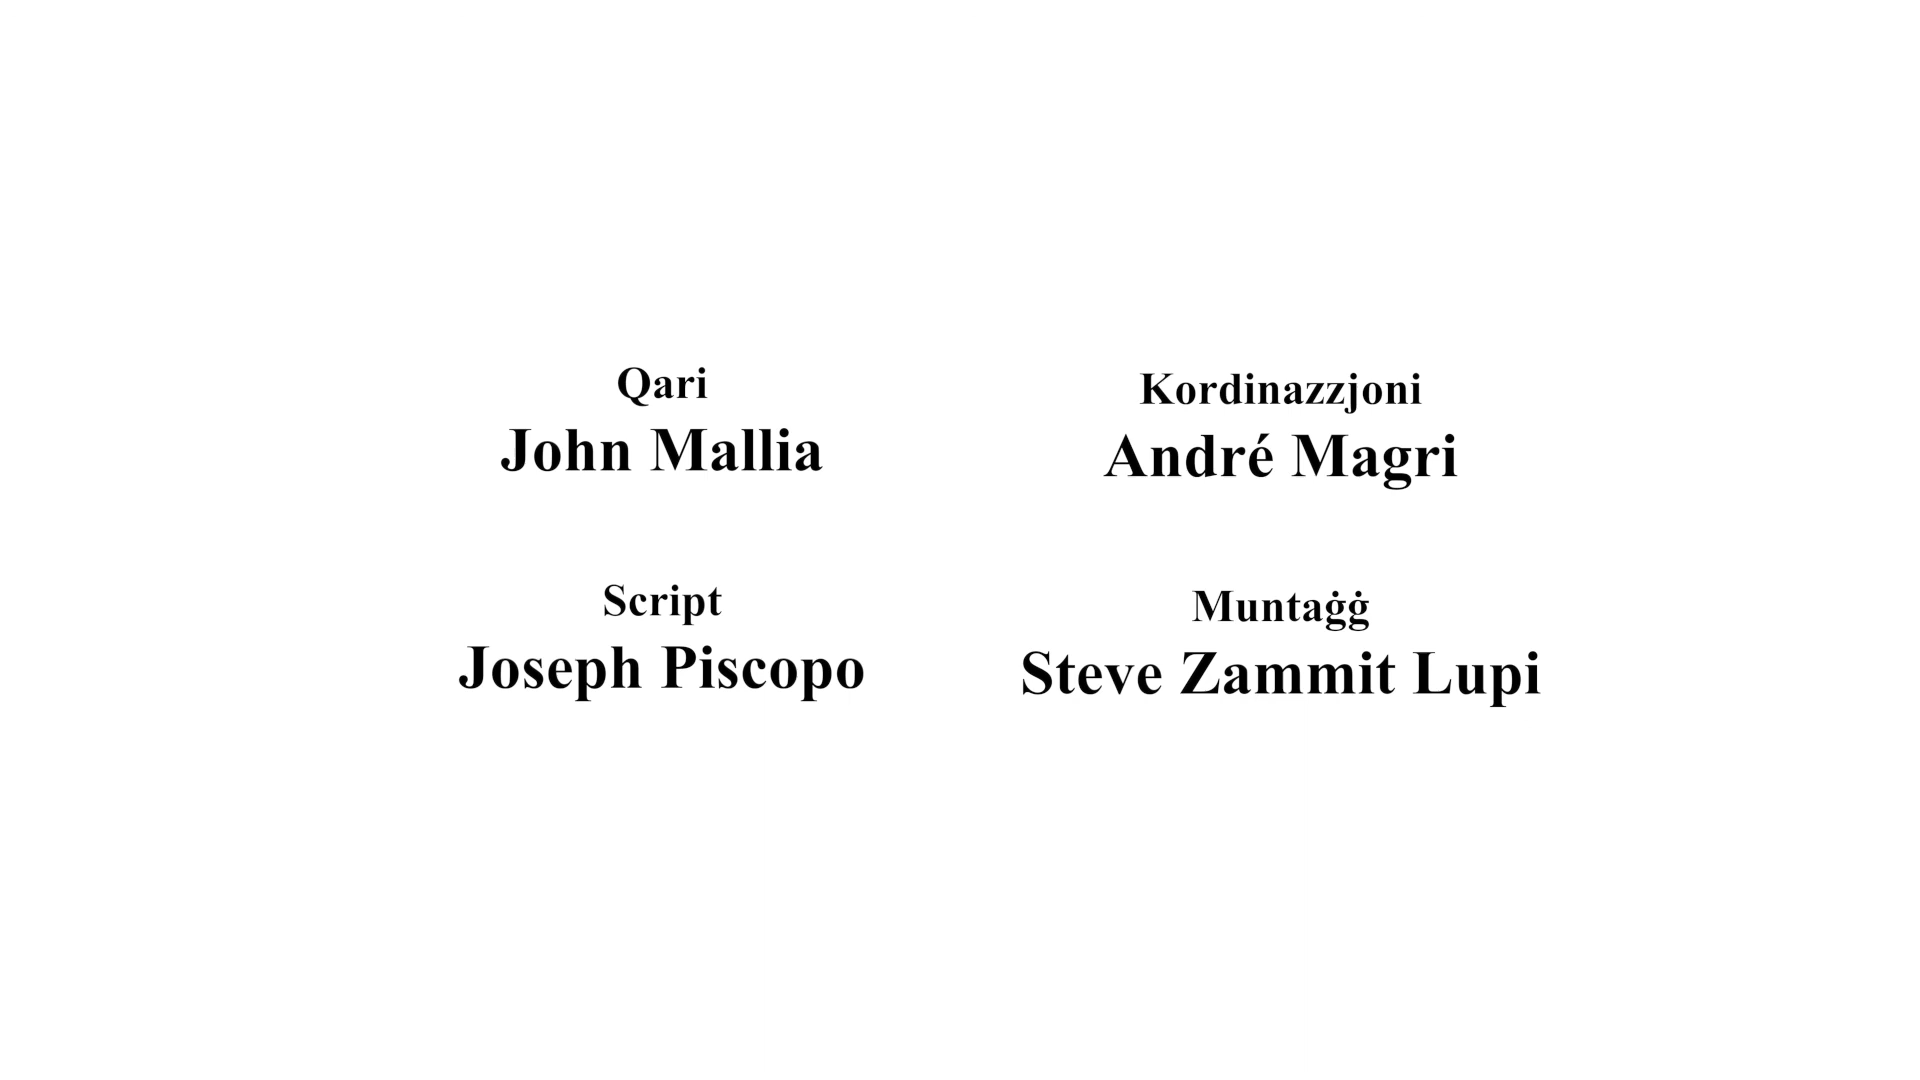 Qari
John Mallia
Script
Joseph Piscopo
Kordinazzjoni
André Magri
Muntaġġ
Steve Zammit Lupi